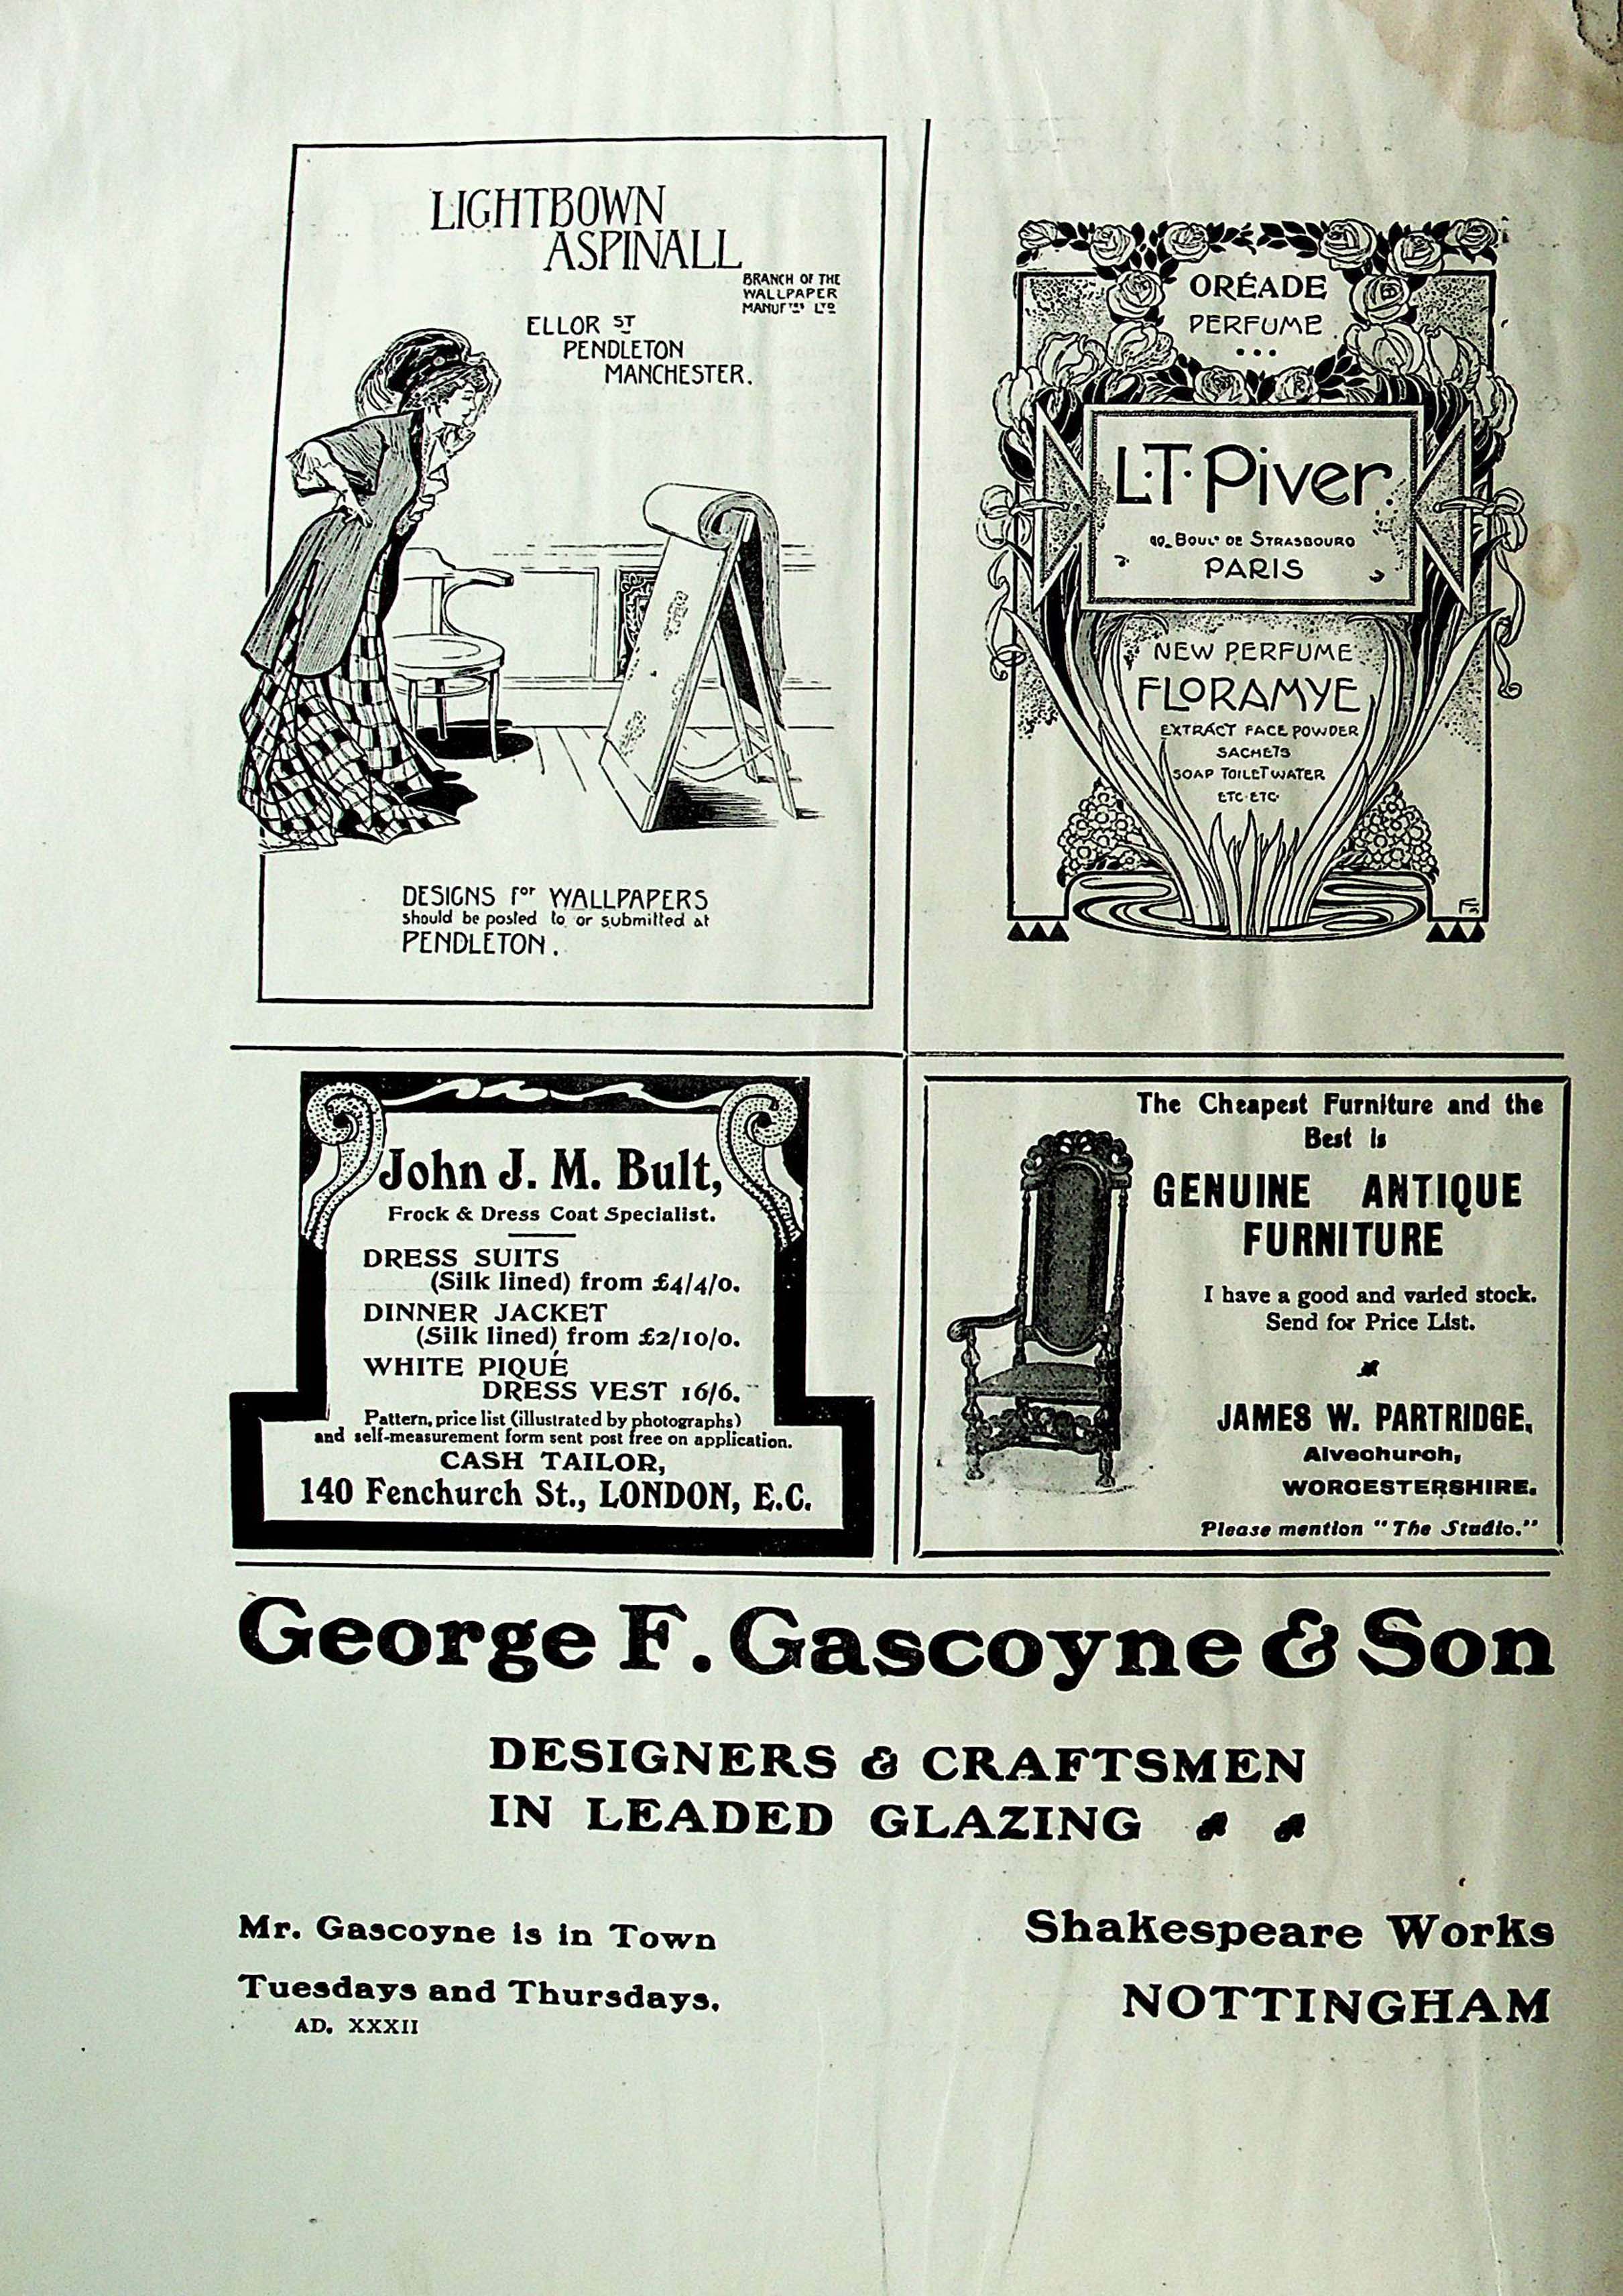 LIGHTBOWN
ASPINALL
BRANCH OF THE
WALLPAPER
MANUFTRS LTD
ELLOR ST
PENDLETON
MANCHESTER.
DESIGNS for WALLPAPERS
should be posted to or submitted at
PENDLETON.
ORÉADE
PERFUME
L.T. Piver.
BOULD DE STRASBOURG
PARIS
NEW PERFUME
FLORAMYE
EXTRACT FACE POWDER
SACHETS
SOAP TOILET WATER
ETC. ETC.
John J. M. Bult,
Frock & Dress Coat Specialist.
DRESS SUITS
(Silk lined) from £4/4/0.
DINNER JACKET
(Silk lined) from £2/10/0.
WHITE PIQUÉ
DRESS VEST 16/6.
Pattern, price list (illustrated by photographs)
and self-measurement form sent post free on application.
CASH TAILOR,
140 Fenchurch St., LONDON, E.C.
The Cheapest Furniture and the
Best is
GENUINE ANTIQUE
FURNITURE
I have a good and varied stock.
Send for Price List.
JAMES W. PARTRIDGE,
Alvechurch,
WORCESTERSHIRE.
Please mention "The Studio."
George F. Gascoyne & Son
DESIGNERS & CRAFTSMEN
IN LEADED GLAZING
Mr. Gascoyne is in Town
Tuesdays and Thursdays.
Shakespeare Works
NOTTINGHAM
AD. XXXII